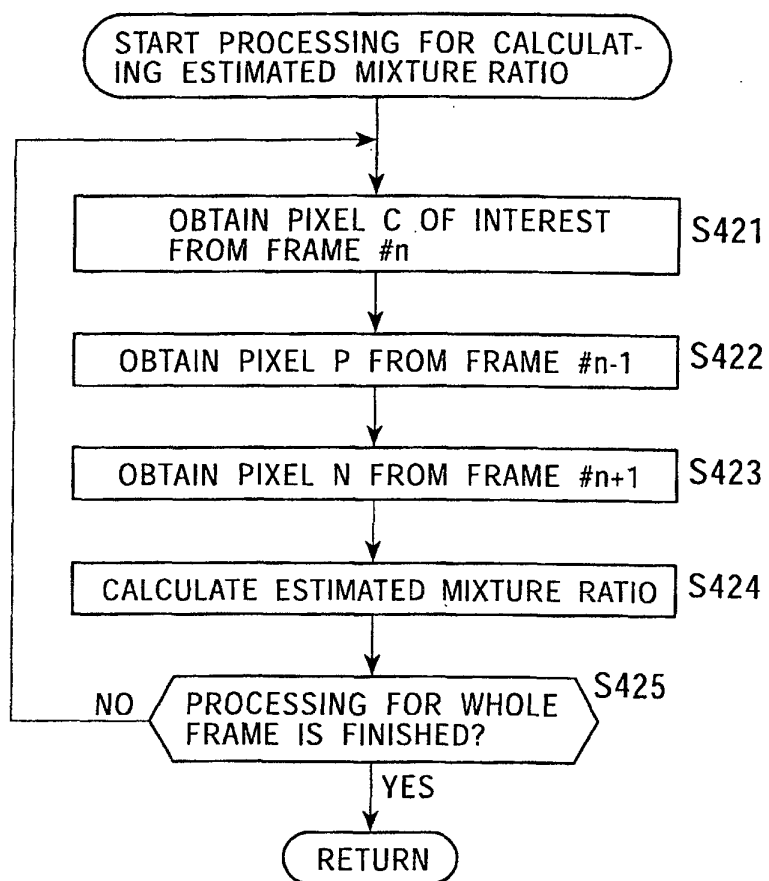 START PROCESSING FOR CALCULAT-
ING ESTIMATED MIXTURE RATIO
OBTAIN PIXEL C OF INTEREST
FROM FRAME #n
S421
OBTAIN PIXEL P FROM FRAME #n-1
S422
OBTAIN PIXEL N FROM FRAME #n+1
S423
CALCULATE ESTIMATED MIXTURE RATIO
S424
S425
NO
PROCESSING FOR WHOLE
FRAME IS FINISHED?
YES
RETURN